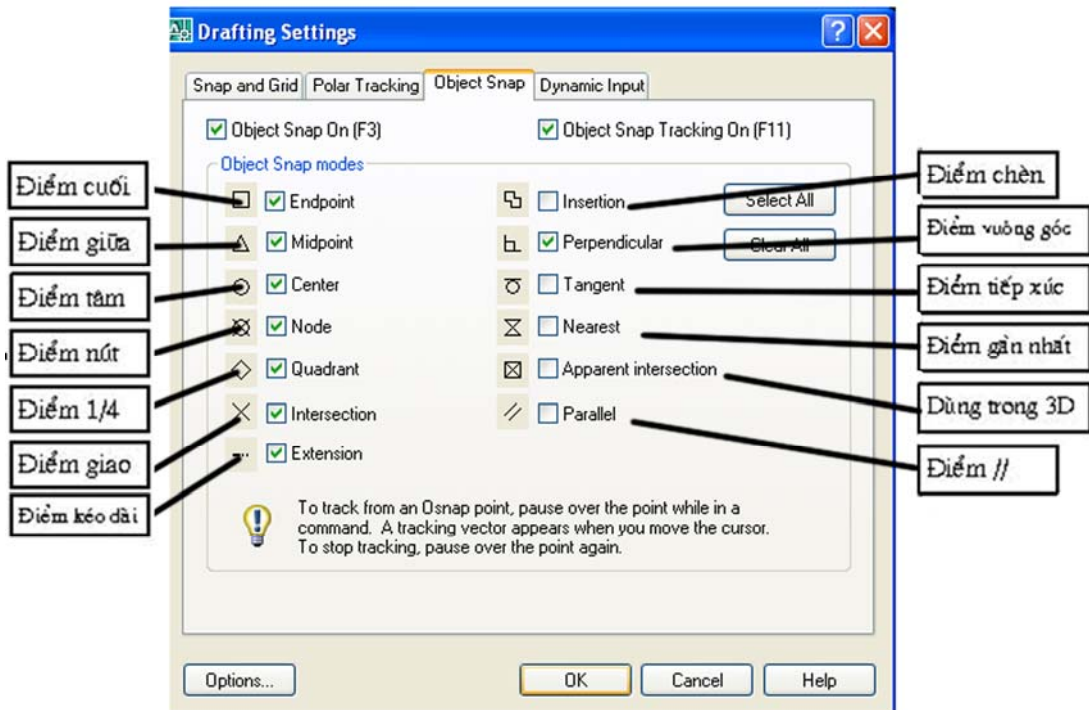 Drafting Settings
Snap and Grid Polar Tracking Object Snap Dynamic Input
Object Snap On (F3) Object Snap Tracking On (F11)
Object Snap modes
Điểm cuối Endpoint Insertion Select All Điểm chèn
Điểm giữa Midpoint Perpendicular Clear All Điểm vuông góc
Điểm tâm Center Tangent Điểm tiếp xúc
Điểm nút Node Nearest Điểm gần nhất
Điểm 1/4 Quadrant Apparent intersection Dùng trong 3D
Điểm giao Intersection Parallel Điểm //
Điểm kéo dài Extension
To track from an Osnap point, pause over the point while in a
command. A tracking vector appears when you move the cursor.
To stop tracking, pause over the point again.
Options... OK Cancel Help